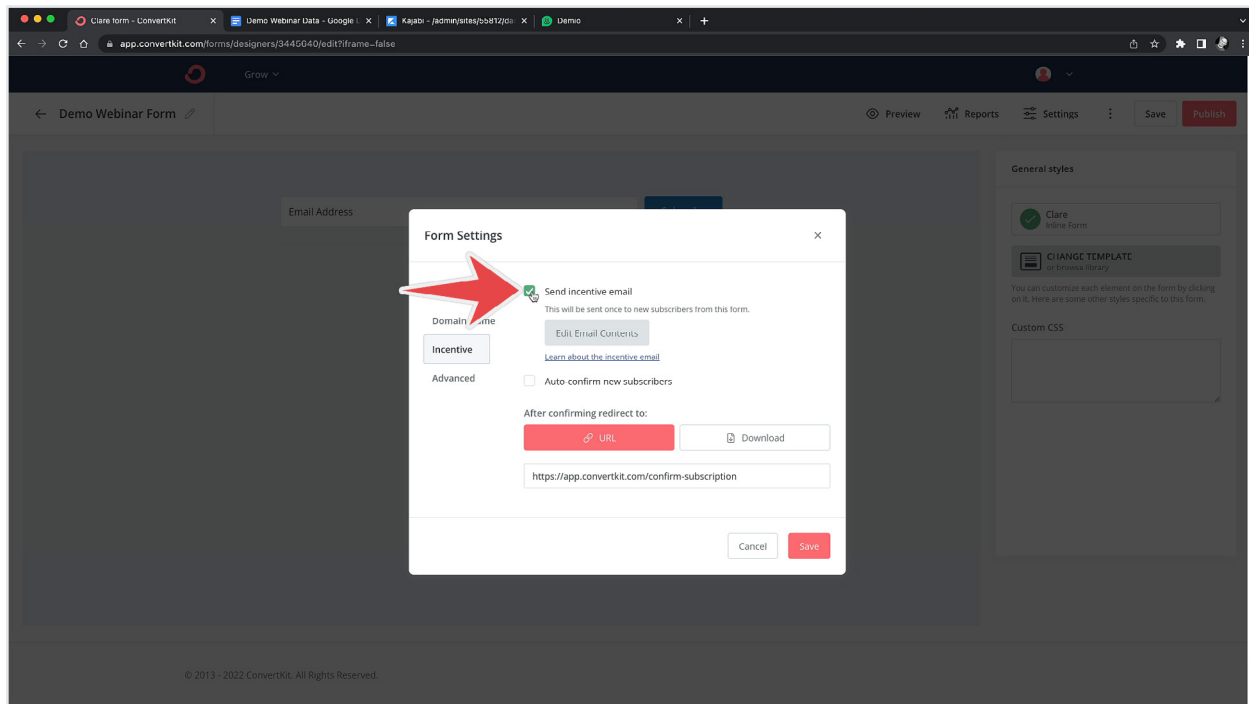 Clare form - ConvertKit
Demo Webinar Data - Google
Kajabi - /admin/sites/55812/da
Demio
app.convertkit.com/forms/designers/3445640/edit?iframe=false
Grow
Demo Webinar Form
Preview
Reports
Settings
Save
Publish
General styles
Email Address
Clare
Inline Form
CHANGE TEMPLATE
or browse library
You can customize each element on the form by clicking
on it. Here are some other styles specific to this form.
Custom CSS
Form Settings
Send incentive email
This will be sent once to new subscribers from this form.
Domain
Edit Email Contents
Incentive
Learn about the incentive email
Advanced
Auto-confirm new subscribers
After confirming redirect to:
URL
Download
https://app.convertkit.com/confirm-subscription
Cancel
Save
© 2013 - 2022 ConvertKit. All Rights Reserved.